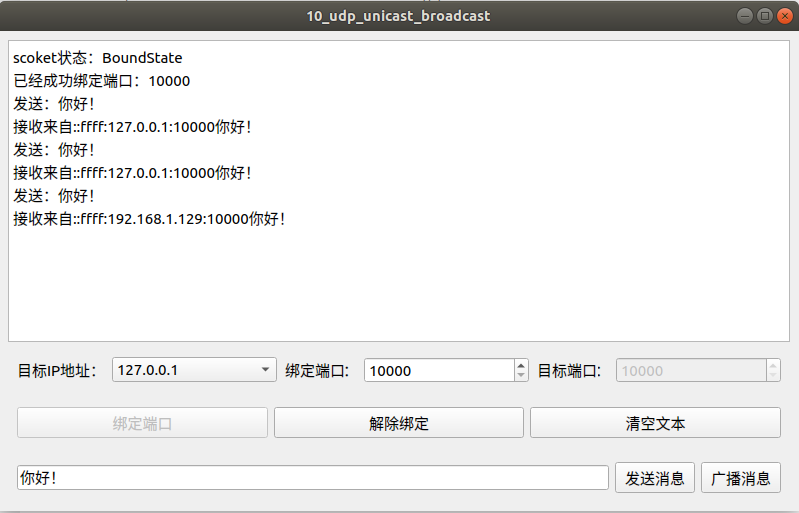 10_udp_unicast_broadcast
scoket状态：BoundState
已经成功绑定端口：10000
发送：你好！
接收来自::ffff:127.0.0.1:10000你好！
发送：你好！
接收来自::ffff:127.0.0.1:10000你好！
发送：你好！
接收来自::ffff:192.168.1.129:10000你好！
目标IP地址： 127.0.0.1 绑定端口： 10000 目标端口： 10000
绑定端口 解除绑定 清空文本
你好！ 发送消息 广播消息